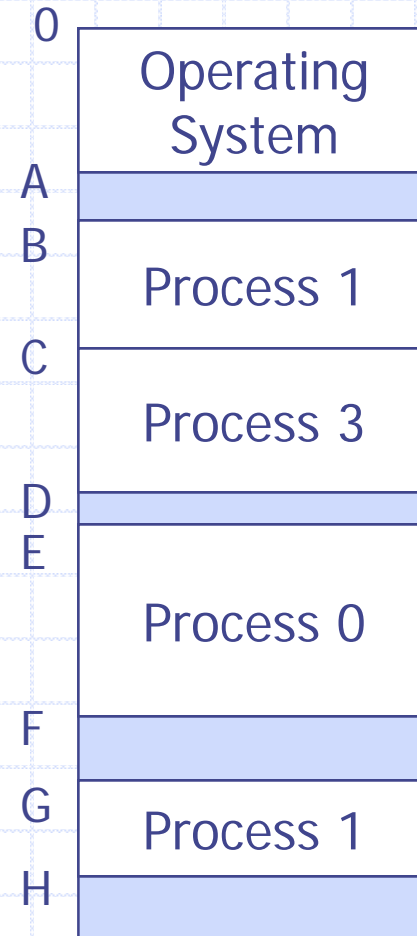 0
Operating
System
A
B
Process 1
C
Process 3
D
E
Process 0
F
G
Process 1
H